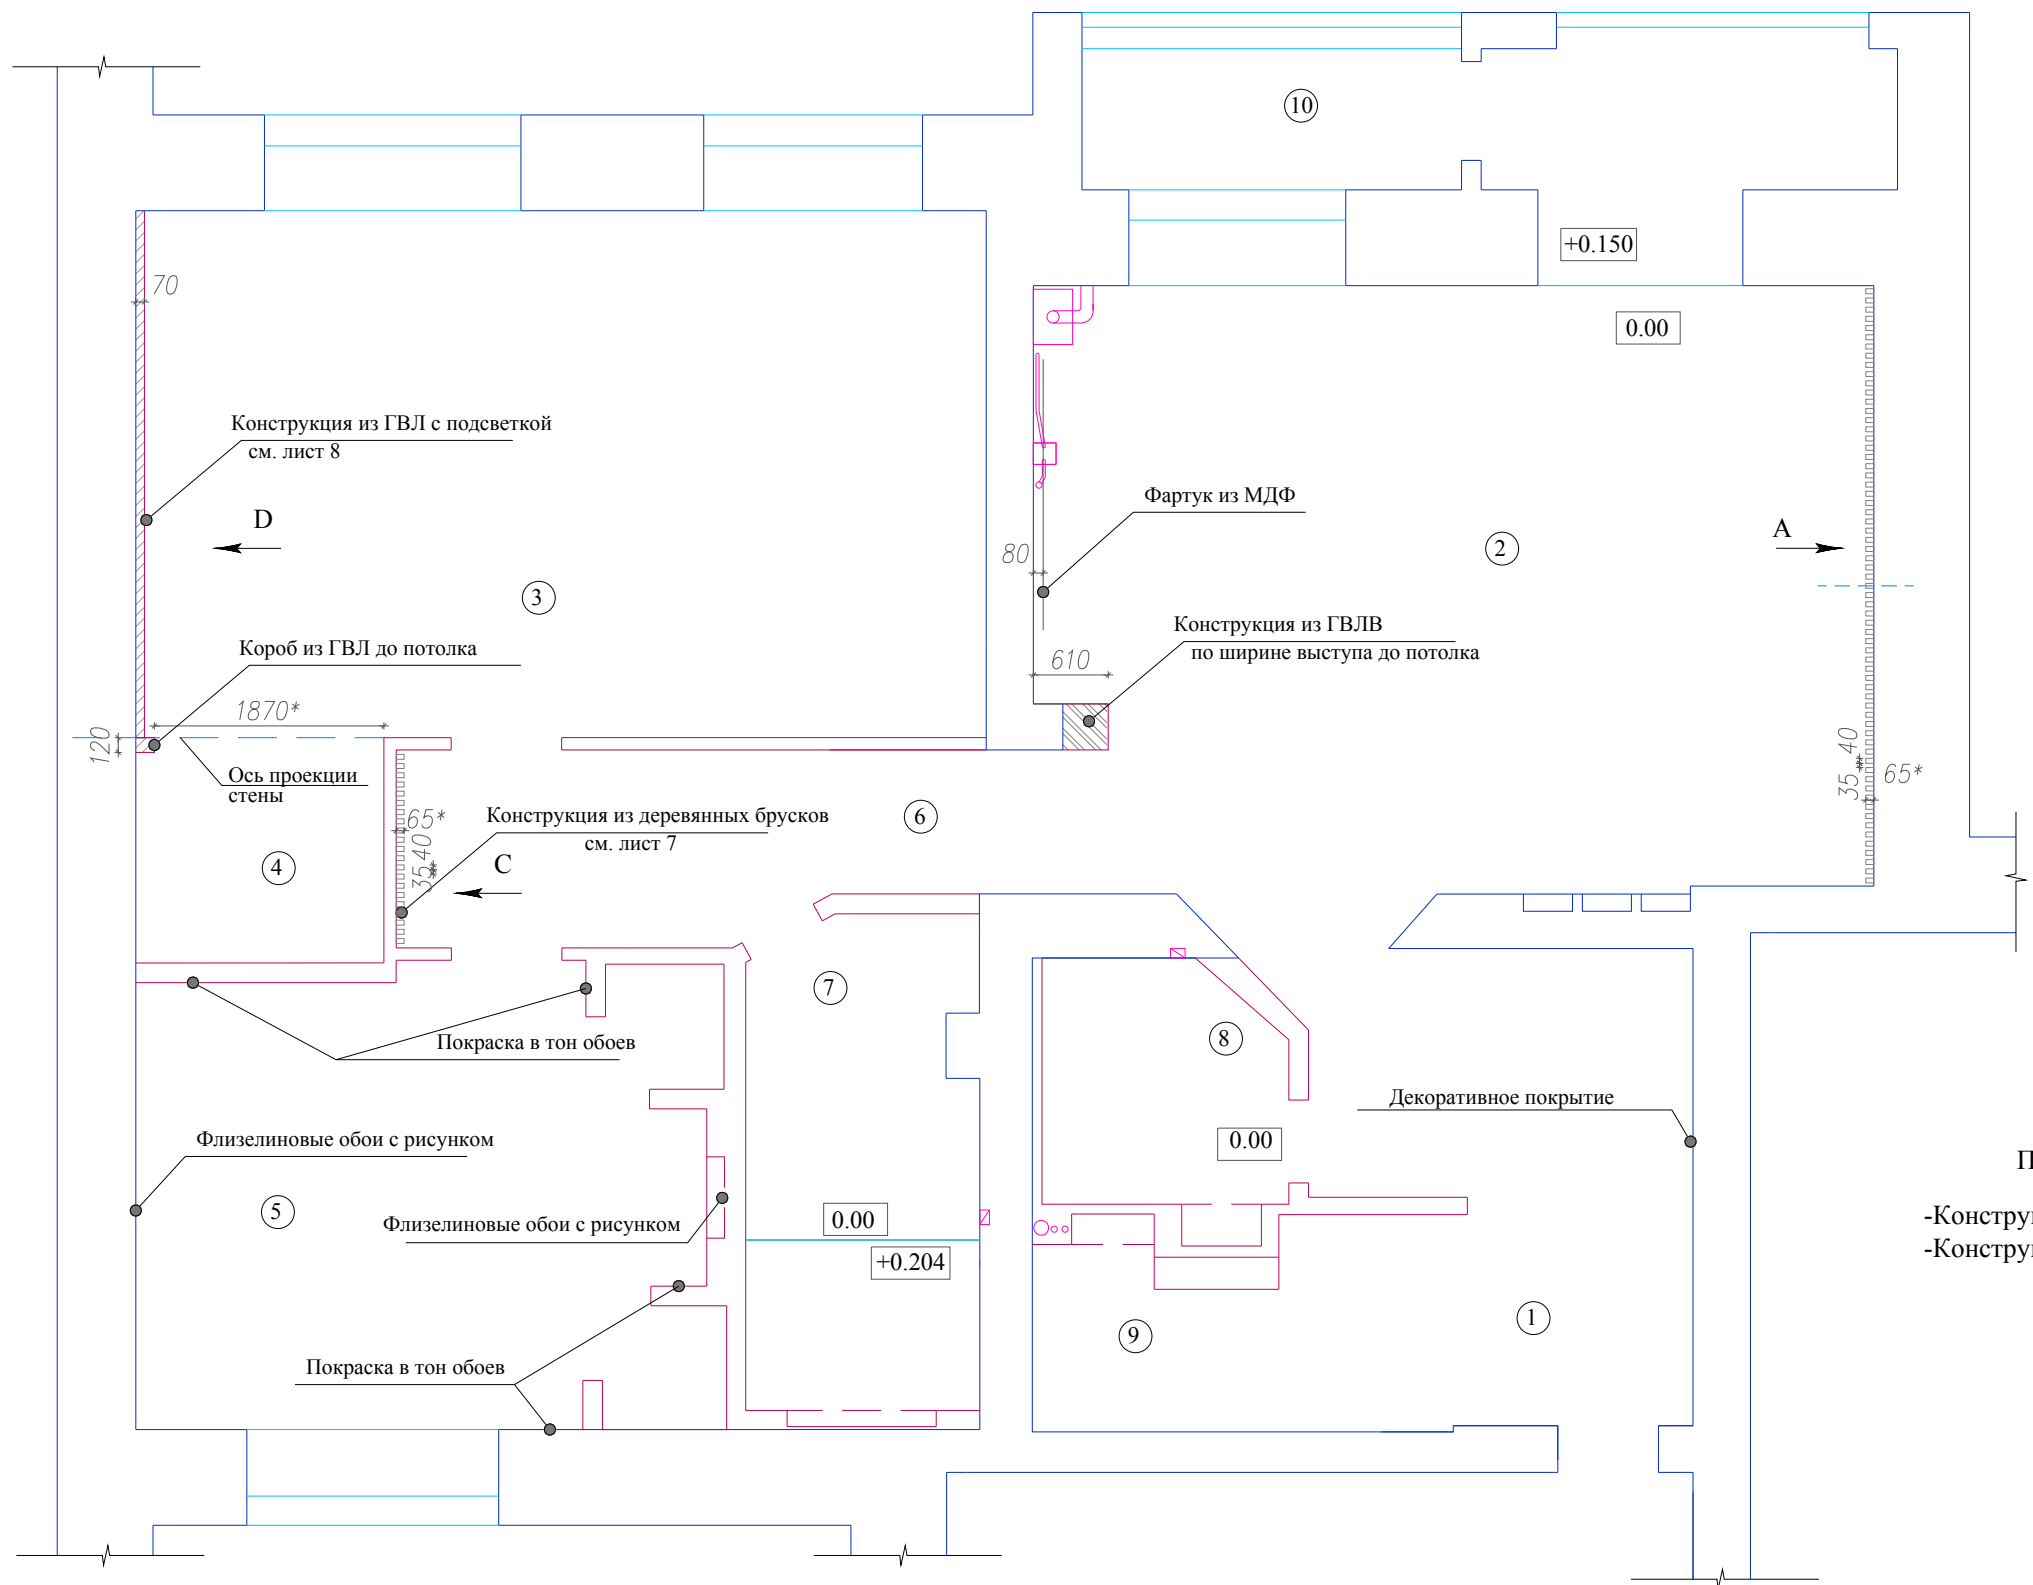 10
+0.150
70
0.00
Конструкция из ГВЛ с подсветкой
см. лист 8
D
Фартук из МДФ
A
2
80
3
Конструкция из ГВЛВ
по ширине выступа до потолка
Короб из ГВЛ до потолка
610
1870*
120
Ось проекции
стены
35 40
65*
65*
Конструкция из деревянных брусков
см. лист 7
6
35 40
C
4
7
8
Покраска в тон обоев
Декоративное покрытие
Флизелиновые обои с рисунком
0.00
П
5
Флизелиновые обои с рисунком
0.00
-Констру
-Констру
+0.204
9
1
Покраска в тон обоев